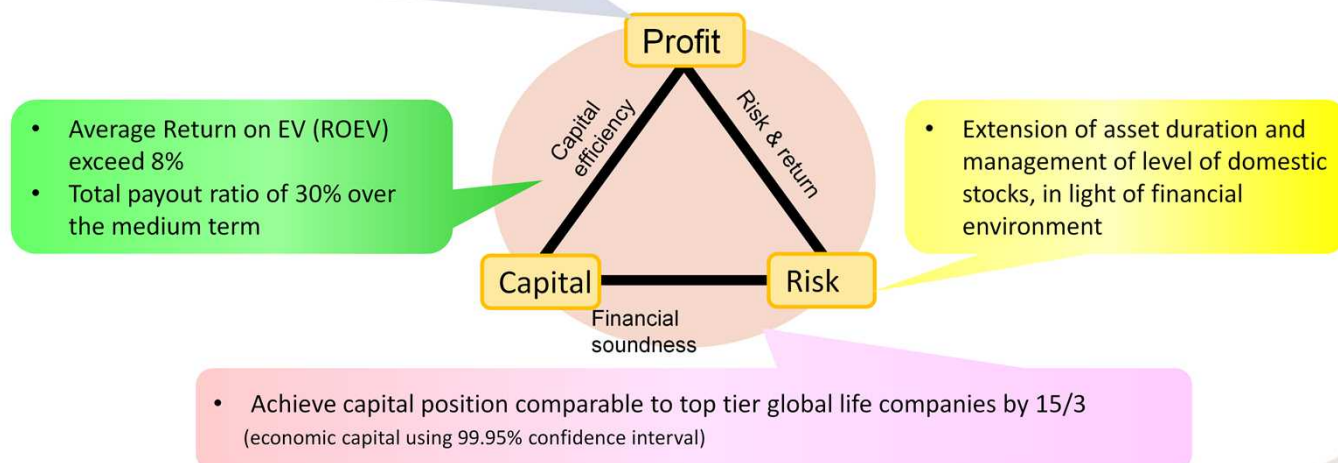 Profit
Capital
efficiency
Risk & return
• Average Return on EV (ROEV)
exceed 8%
• Total payout ratio of 30% over
the medium term
• Extension of asset duration and
management of level of domestic
stocks, in light of financial
environment
Capital
Risk
Financial
soundness
• Achieve capital position comparable to top tier global life companies by 15/3
(economic capital using 99.95% confidence interval)